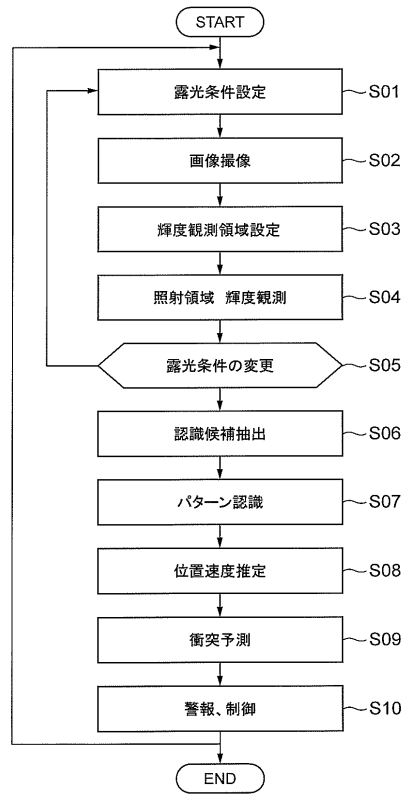 START
露光条件設定 S01
画像撮像 S02
輝度観測領域設定 S03
照射領域 輝度観測 S04
露光条件の変更 S05
認識候補抽出 S06
パターン認識 S07
位置速度推定 S08
衝突予測 S09
警報、制御 S10
END